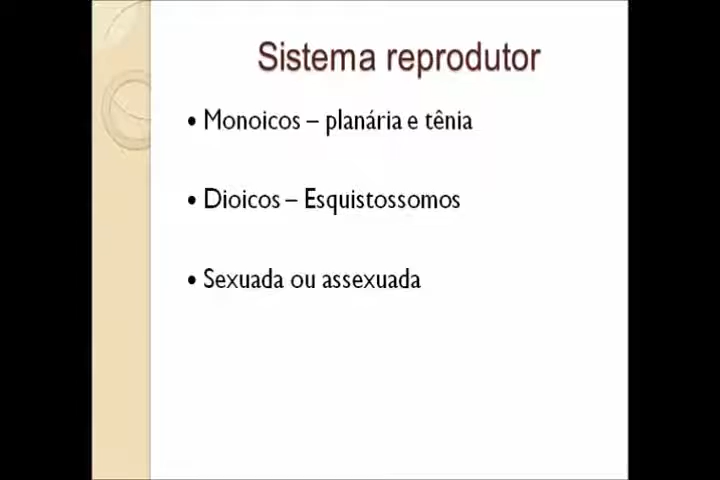 Sistema reprodutor
• Monoicos – planária e tênia
• Dioicos – Esquistossomos
• Sexuada ou assexuada